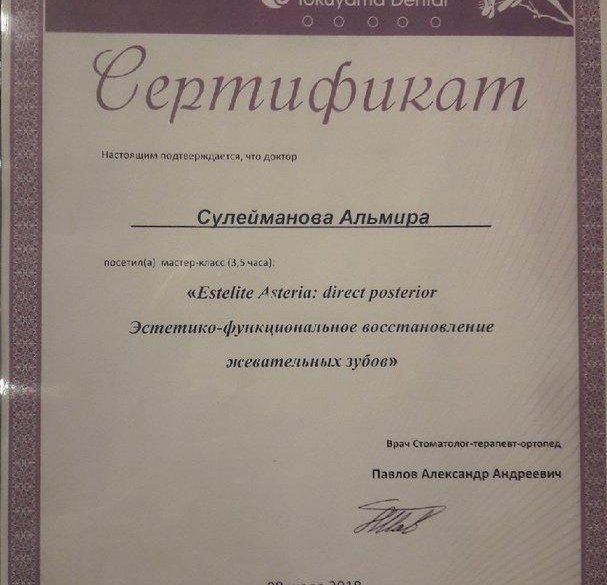 Tokuyama Dental
Сертификат
Настоящим подтверждается, что доктор
Сулейманова Альмира
посетил(а) мастер-класс (3,5 часа):
«Estelite Asteria: direct posterior
Эстетико-функциональное восстановление
жевательных зубов»
Врач Стоматолог-терапевт-ортопед
Павлов Александр Андреевич
2018